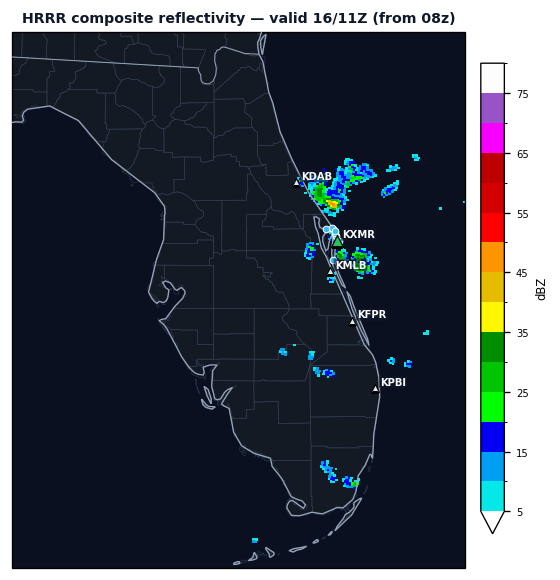 HRRR composite reflectivity — valid 16/11Z (from 08z)
KDAB
KXMR
KMLB
KFPR
KPBI
75
65
55
45
35
25
15
5
dBZ